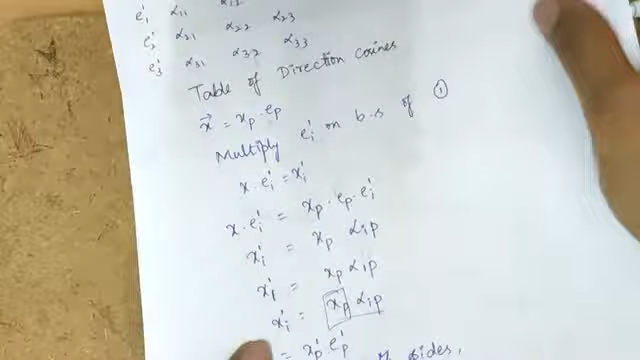 e'₁ α₁₁ α₁₂
e'₂ α₂₁ α₂₂ α₂₃
e'₃ α₃₁ α₃₂ α₃₃
Table of Direction cosines
x⃗ = xp · ep
Multiply e'i on b.s of ①
x · e'i = x'i
x · e'i = xp · ep · e'i
x'i = xp αip
x'i = xp αip
x'i = xp αip
= x'p e'p
sides,